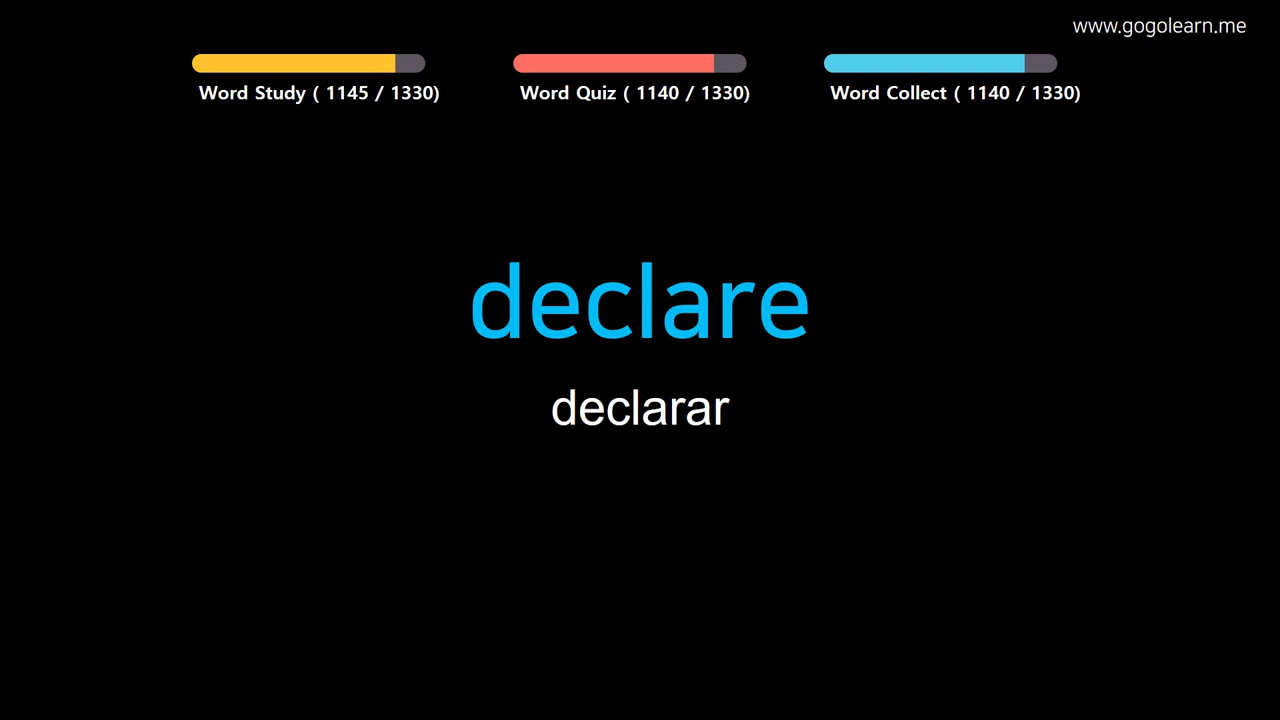 www.gogolearn.me
Word Study ( 1145 / 1330)
Word Quiz ( 1140 / 1330)
Word Collect ( 1140 / 1330)
declare
declarar